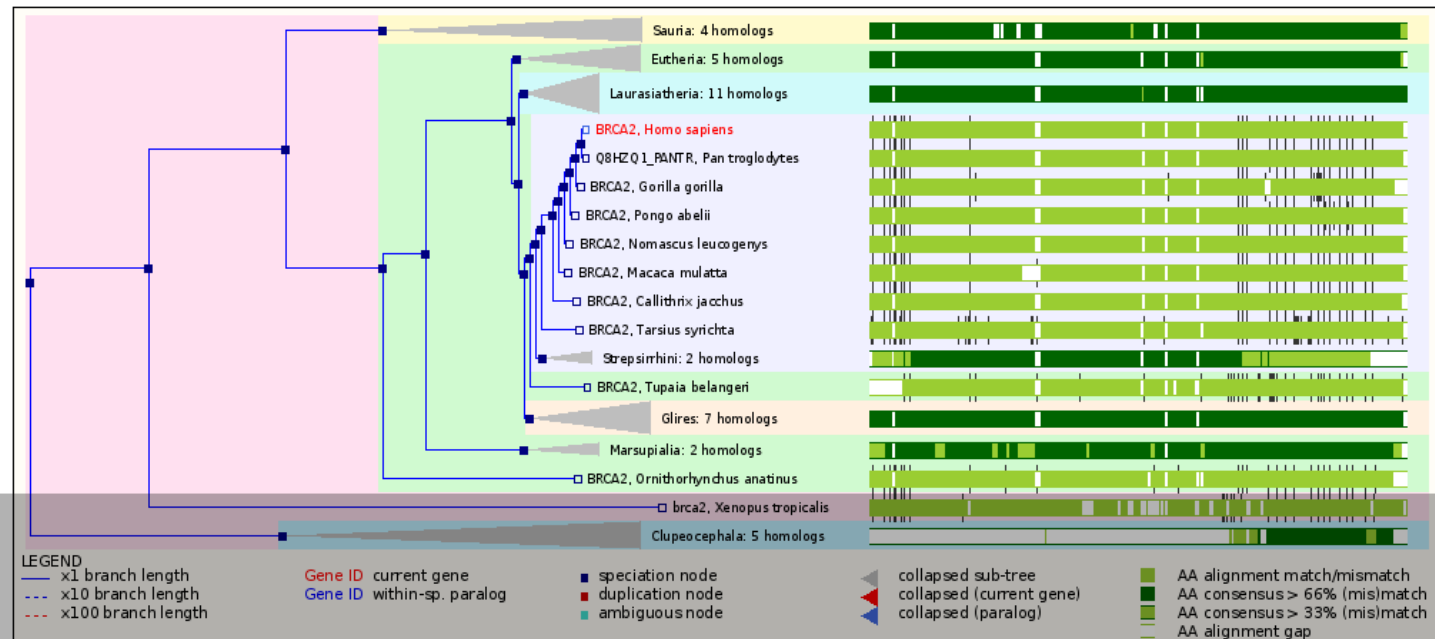 Sauria: 4 homologs
Eutheria: 5 homologs
Laurasiatheria: 11 homologs
BRCA2, Homo sapiens
Q8HZQ1_PANTR, Pan troglodytes
BRCA2, Gorilla gorilla
BRCA2, Pongo abelii
BRCA2, Nomascus leucogenys
BRCA2, Macaca mulatta
BRCA2, Callithrix jacchus
BRCA2, Tarsius syrichta
Strepsirrhini: 2 homologs
BRCA2, Tupaia belangeri
Glires: 7 homologs
Marsupialia: 2 homologs
BRCA2, Ornithorhynchus anatinus
brca2, Xenopus tropicalis
Clupeocephala: 5 homologs
LEGEND
x1 branch length
x10 branch length
x100 branch length
Gene ID current gene
Gene ID within-sp. paralog
speciation node
duplication node
ambiguous node
collapsed sub-tree
collapsed (current gene)
collapsed (paralog)
AA alignment match/mismatch
AA consensus > 66% (mis)match
AA consensus > 33% (mis)match
AA alignment gap